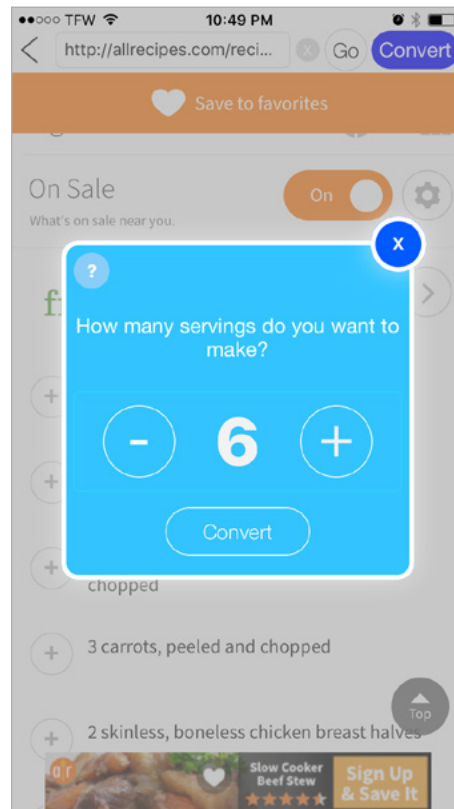 TFW 10:49 PM
http://allrecipes.com/reci... x Go Convert
Save to favorites
On Sale
On
What's on sale near you.
X
?
How many servings do you want to
make?
- 6 +
Convert
chopped
3 carrots, peeled and chopped
Top
2 skinless, boneless chicken breast halves
ar
Slow Cooker
Beef Stew
Sign Up
& Save It